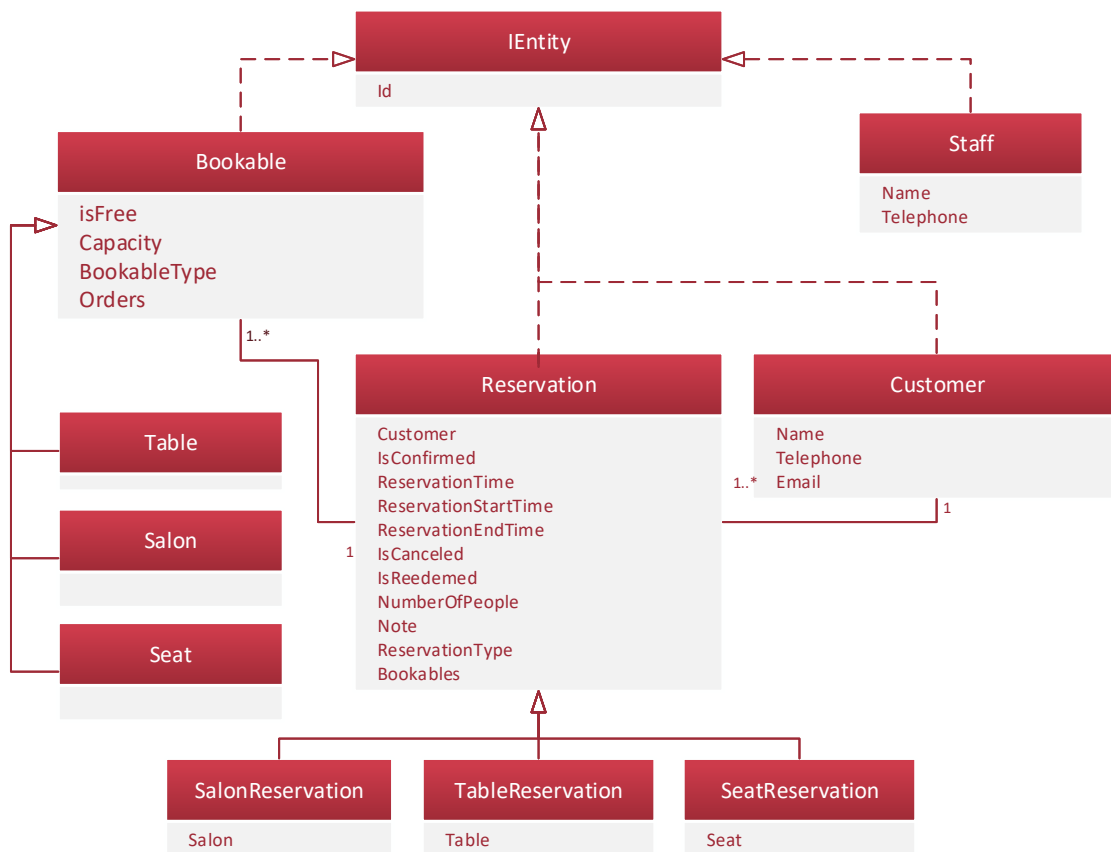 IEntity
Id
Bookable
isFree
Capacity
BookableType
Orders
Staff
Name
Telephone
1..*
Reservation
Customer
IsConfirmed
ReservationTime
ReservationStartTime
ReservationEndTime
IsCanceled
IsReedemed
NumberOfPeople
Note
ReservationType
Bookables
Customer
Name
Telephone
Email
1..*
1
1
Table
Salon
Seat
SalonReservation
Salon
TableReservation
Table
SeatReservation
Seat